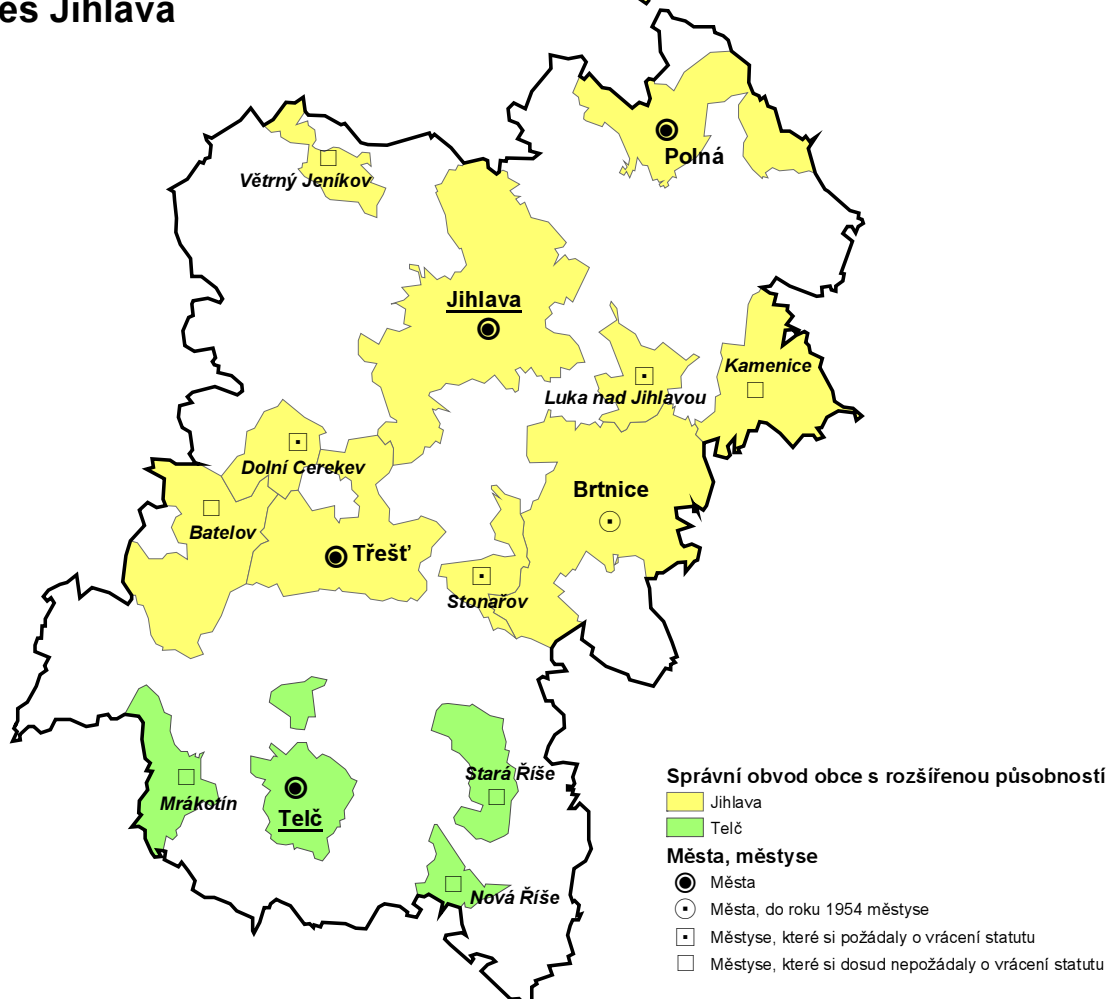 es Jihlava
Polná
Větrný Jeníkov
Jihlava
Kamenice
Luka nad Jihlavou
Dolní Cerekev
Brtnice
Batelov
Třešť
Stonařov
Stará Říše
Mrákotín
Telč
Nová Říše
Správní obvod obce s rozšířenou působností
Jihlava
Telč
Města, městyse
Města
Města, do roku 1954 městyse
Městyse, které si požádaly o vrácení statutu
Městyse, které si dosud nepožádaly o vrácení statutu